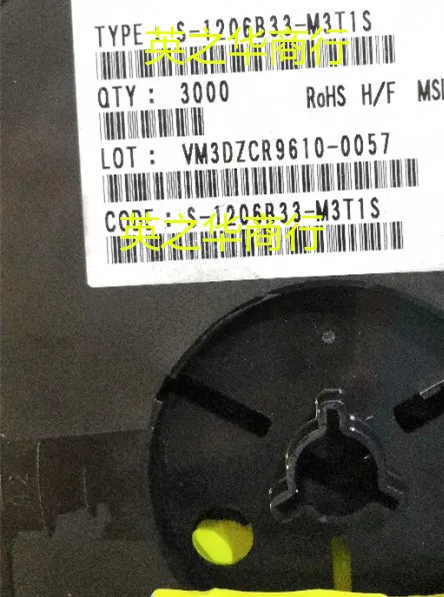 TYPE : S-1206B33-M3T1S
英之华商行
QTY : 3000 RoHS H/F MSL
LOT : VM3DZCR9610-0057
CODE : S-1206B33-M3T1S
英之华商行